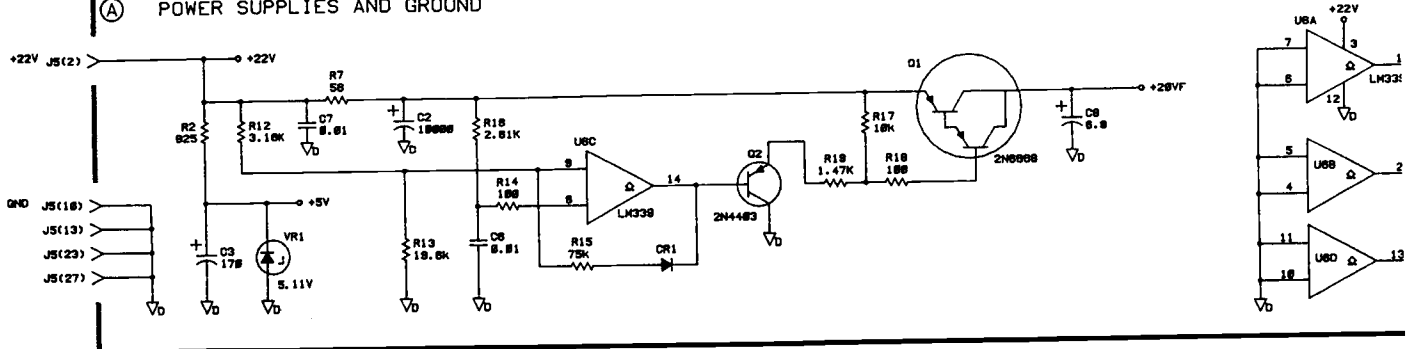 A POWER SUPPLIES AND GROUND
+22V J5(2)
+22V
R7
58
R2
825
R12
3.16K
C7
0.01
D
+
C2
10000
D
R16
2.61K
U6C
9
8
14
Ω
LM339
R14
100
C6
0.01
D
R13
19.6k
D
R15
75k
CR1
Q2
2N4403
D
R19
1.47K
R17
10k
R18
100
Q1
2N6668
+
C9
6.8
D
+20VF
GND J5(16)
J5(13)
J5(23)
J5(27)
D
+5V
+
C3
170
D
VR1
5.11V
D
U6A
+22V
7
6
3
12
Ω
1
D
5
4
U6B
Ω
2
11
10
U6D
Ω
13
D